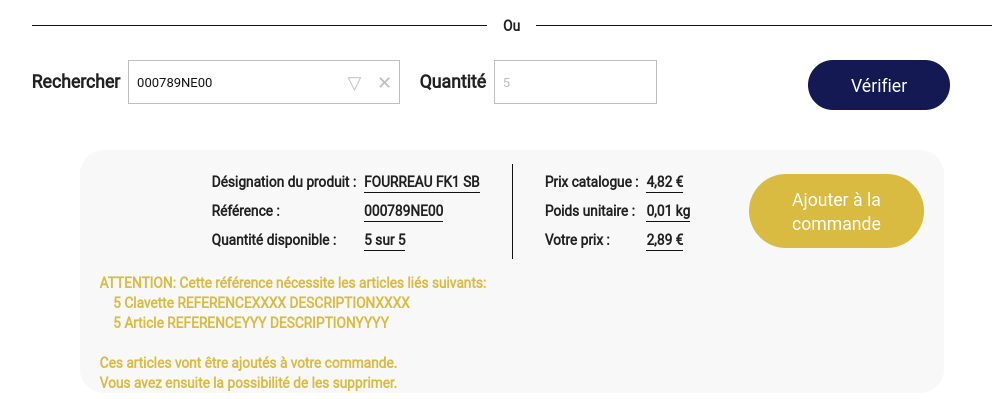 Ou
Rechercher 000789NE00 Quantité 5 Vérifier
Désignation du produit : FOURREAU FK1 SB
Référence : 000789NE00
Quantité disponible : 5 sur 5
Prix catalogue : 4,82 €
Poids unitaire : 0,01 kg
Votre prix : 2,89 €
Ajouter à la
commande
ATTENTION: Cette référence nécessite les articles liés suivants:
5 Clavette REFERENCEXXXX DESCRIPTIONXXXX
5 Article REFERENCEYYY DESCRIPTIONYYYY
Ces articles vont être ajoutés à votre commande.
Vous avez ensuite la possibilité de les supprimer.